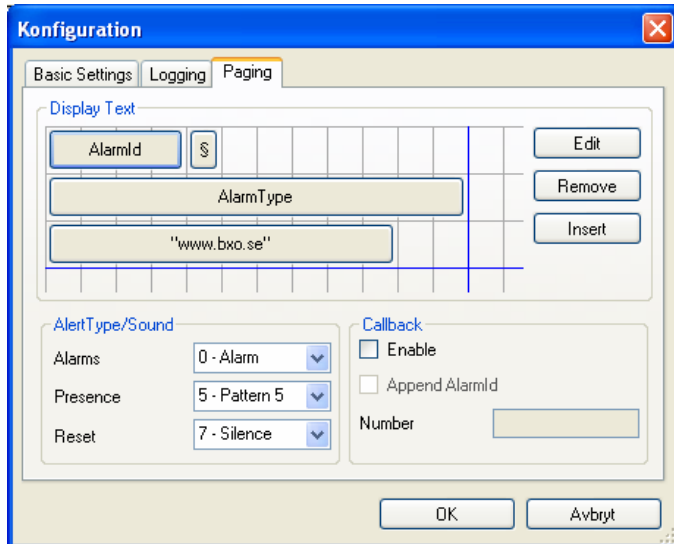 Konfiguration
Basic Settings Logging Paging
Display Text
AlarmId §
AlarmType
"www.bxo.se"
Edit
Remove
Insert
AlertType/Sound
Alarms 0 - Alarm
Presence 5 - Pattern 5
Reset 7 - Silence
Callback
Enable
Append AlarmId
Number
OK Avbryt